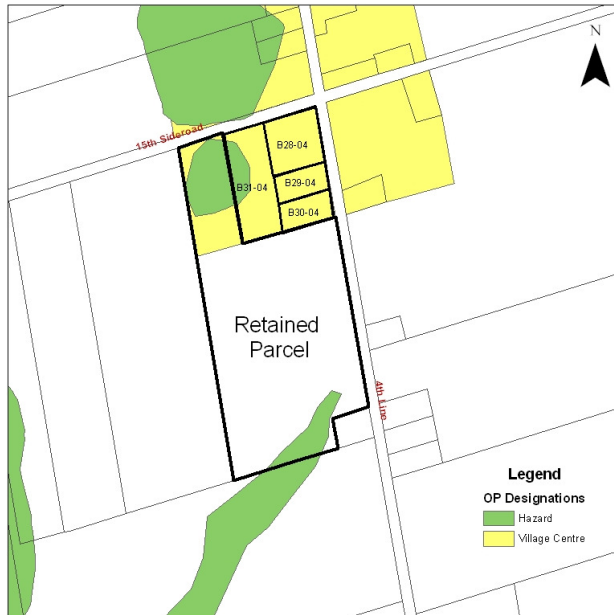 N
15th Sideroad
B28-04
B31-04
B29-04
B30-04
Retained
Parcel
4th Line
Legend
OP Designations
Hazard
Village Centre